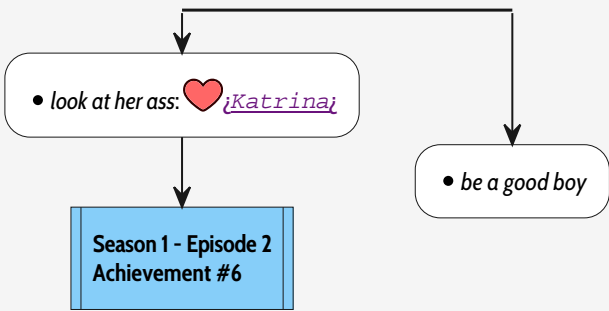 • look at her ass: ❤¡Katrina¡
• be a good boy
Season 1 - Episode 2
Achievement #6